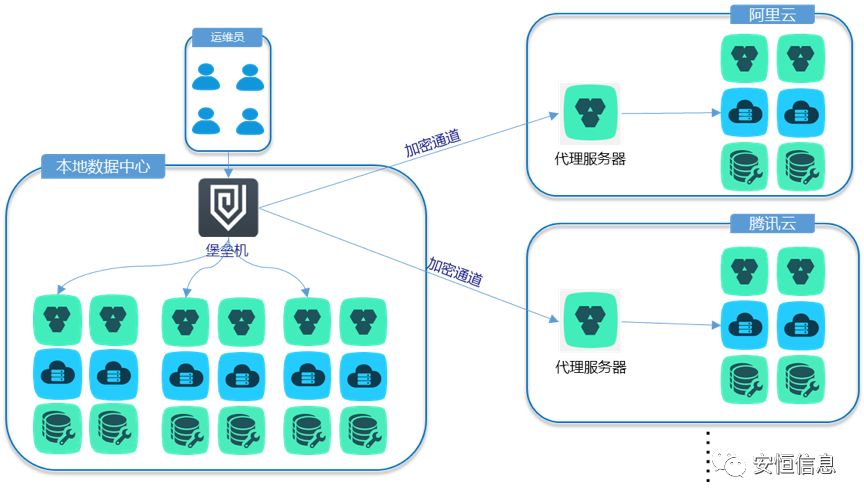 运维员
阿里云
加密通道
代理服务器
本地数据中心
堡垒机
腾讯云
加密通道
代理服务器
安恒信息